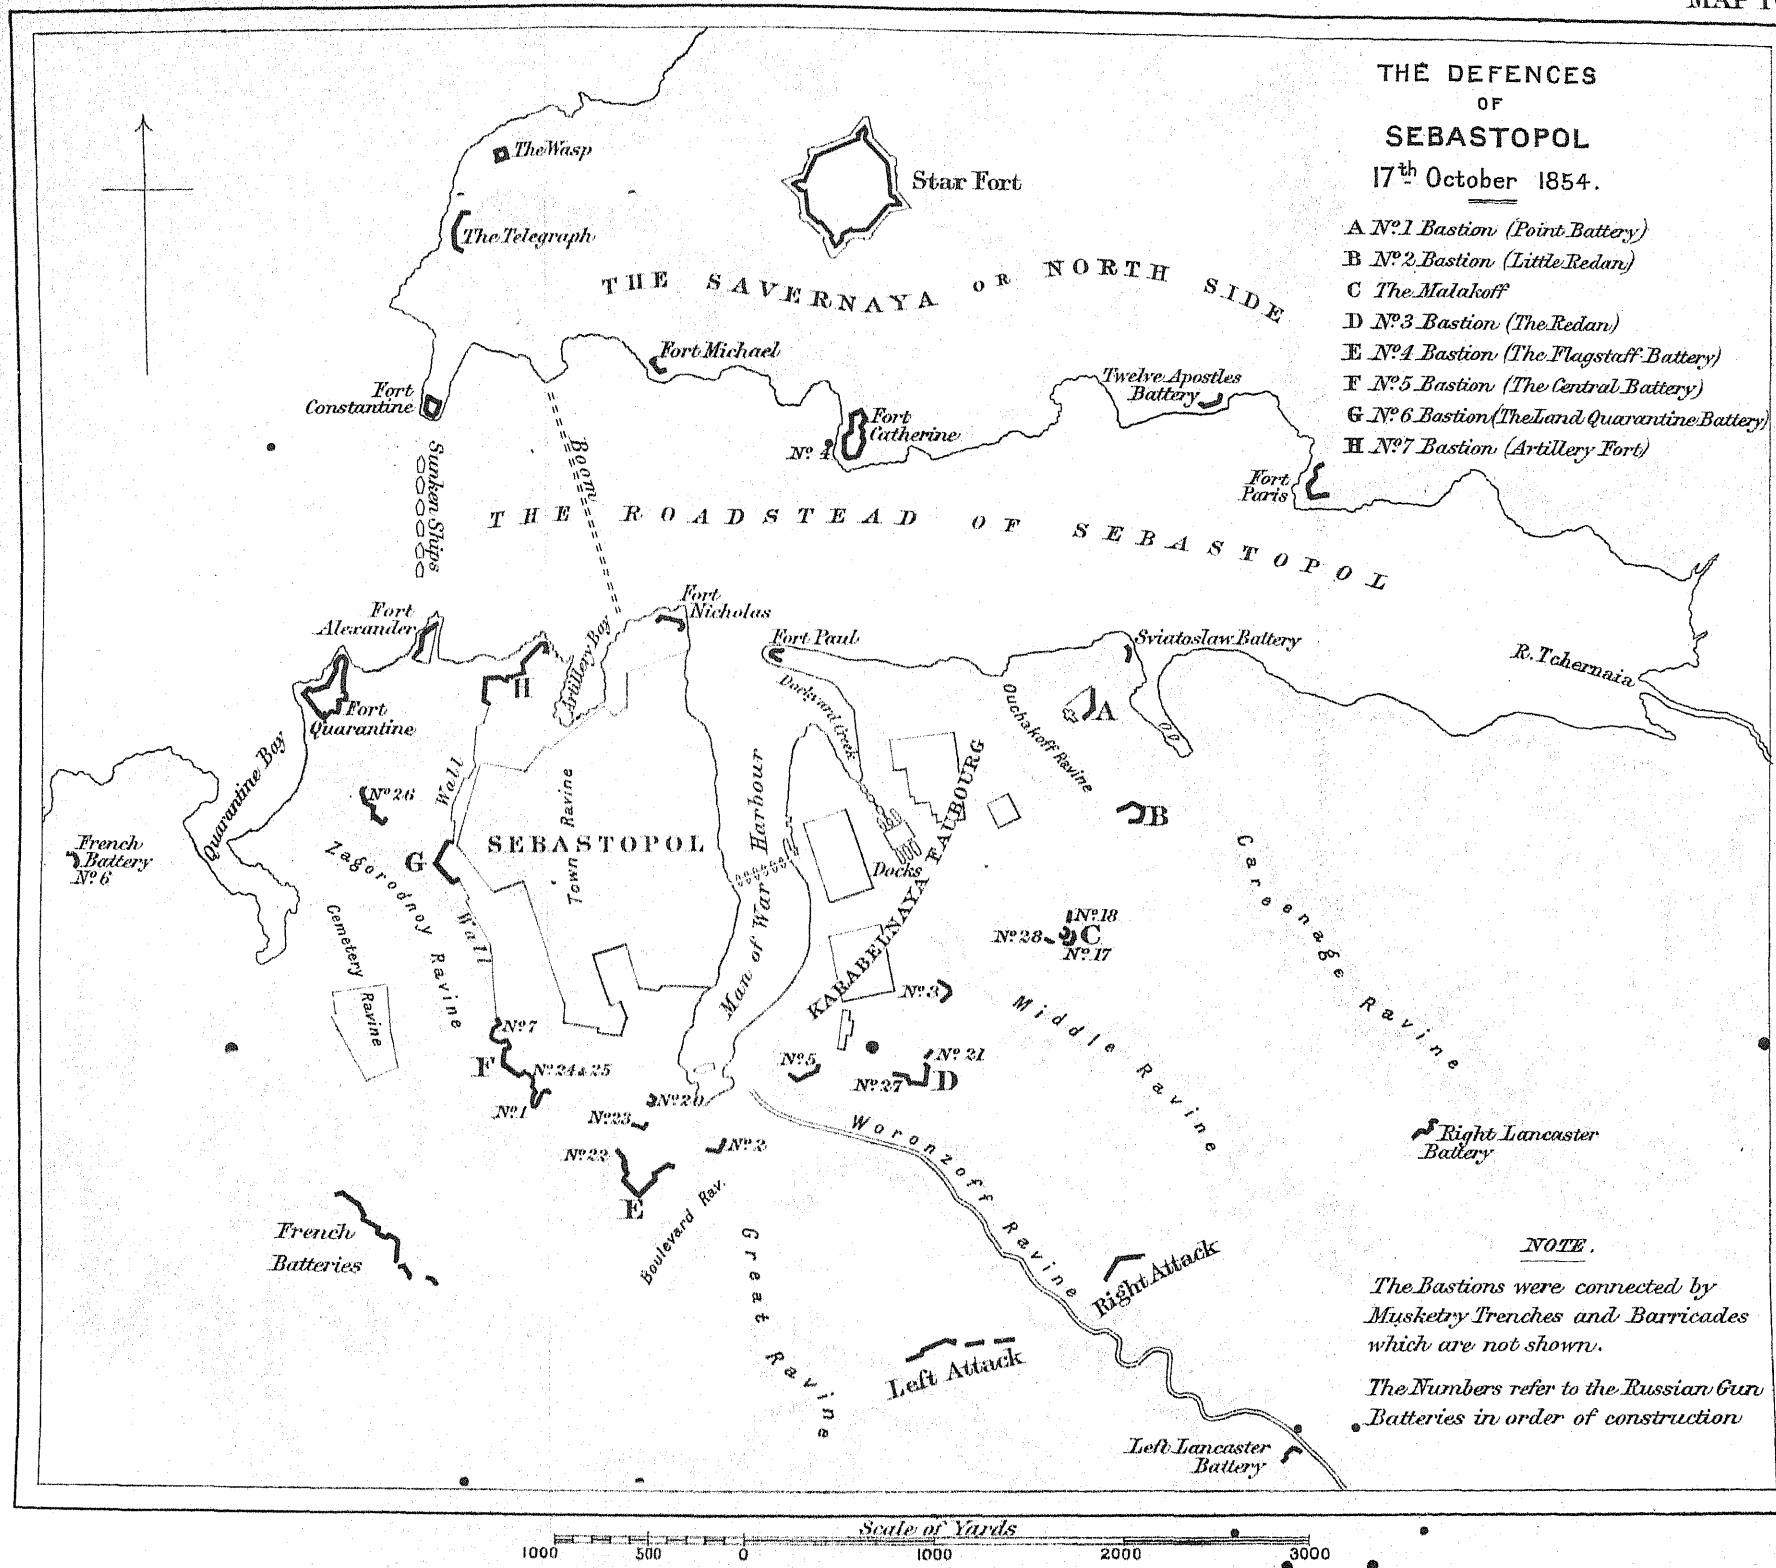 THE DEFENCES
OF
SEBASTOPOL
17th October 1854.
A No. 1 Bastion (Point Battery)
B No. 2 Bastion (Little Redan)
C The Malakoff
D No. 3 Bastion (The Redan)
E No. 4 Bastion (The Flagstaff Battery)
F No. 5 Bastion (The Central Battery)
G No. 6 Bastion (The Land Quarantine Battery)
H No. 7 Bastion (Artillery Fort)
The Wasp
Star Fort
The Telegraph
THE SAVERNAYA OR NORTH SIDE
Fort Michael
Fort
Constantine
Twelve Apostles
Battery
Fort
Catherine
No. 4
Fort
Paris
Sunken Ships
Boom
THE ROADSTEAD OF SEBASTOPOL
Fort
Alexander
Fort
Nicholas
Artillery Bay
Fort Paul
Sviatoslaw Battery
R. Tchernaia
H
Fort
Quarantine
Dockyard Creek
Ouchakoff Ravine
A
Quarantine Bay
Wall
No. 26
Town Ravine
Man of War Harbour
B
French
Battery
No. 6
Zagorodnoy Ravine
G
SEBASTOPOL
Docks
KARABELNAYA FAUBOURG
Careenage Ravine
Cemetery Ravine
Wall
No. 18
No. 28
C
No. 17
No. 3
Middle Ravine
No. 7
F
No. 24 & 25
No. 1
No. 5
No. 21
No. 27
D
No. 20
No. 23
No. 22
No. 2
E
Boulevard Rav.
Woronzoff Ravine
Right Lancaster
Battery
French
Batteries
Great Ravine
Right Attack
Left Attack
Left Lancaster
Battery
NOTE.
The Bastions were connected by
Musketry Trenches and Barricades
which are not shown.
The Numbers refer to the Russian Gun
Batteries in order of construction
Scale of Yards
1000 500 0 1000 2000 3000